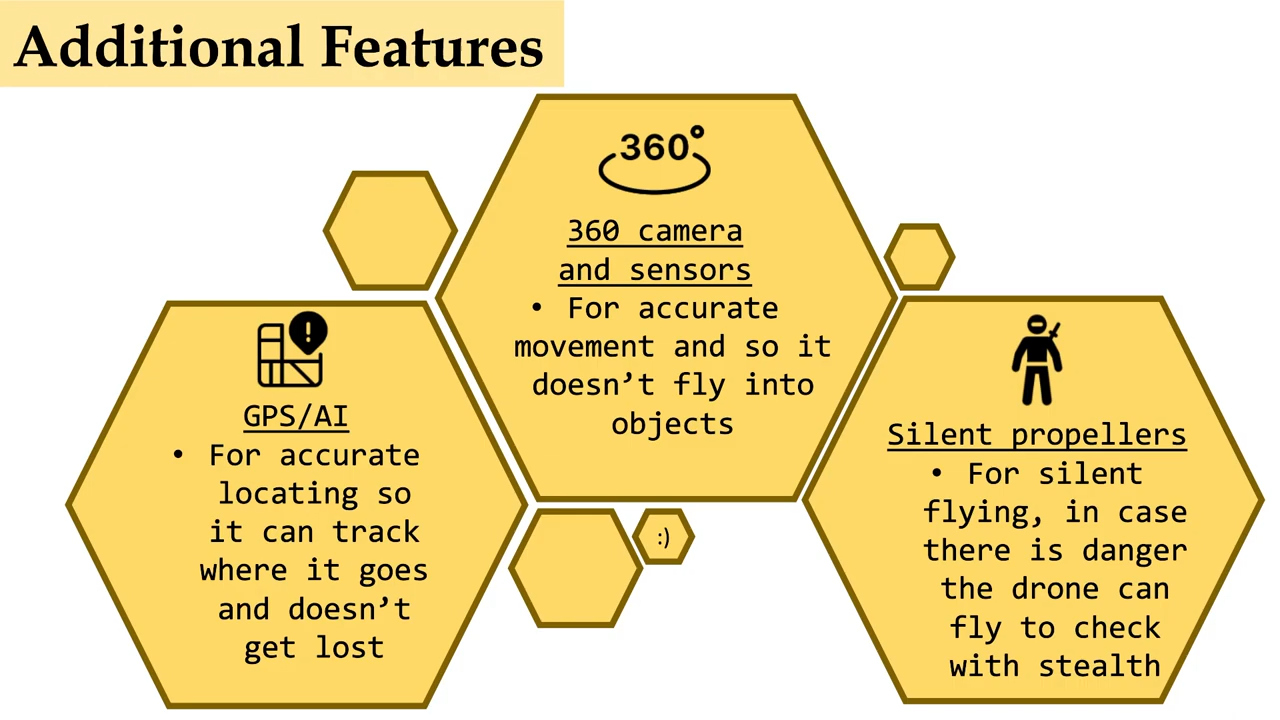 Additional Features
360°
360 camera
and sensors
• For accurate
movement and so it
doesn’t fly into
objects
GPS/AI
• For accurate
locating so
it can track
where it goes
and doesn’t
get lost
:)
Silent propellers
• For silent
flying, in case
there is danger
the drone can
fly to check
with stealth